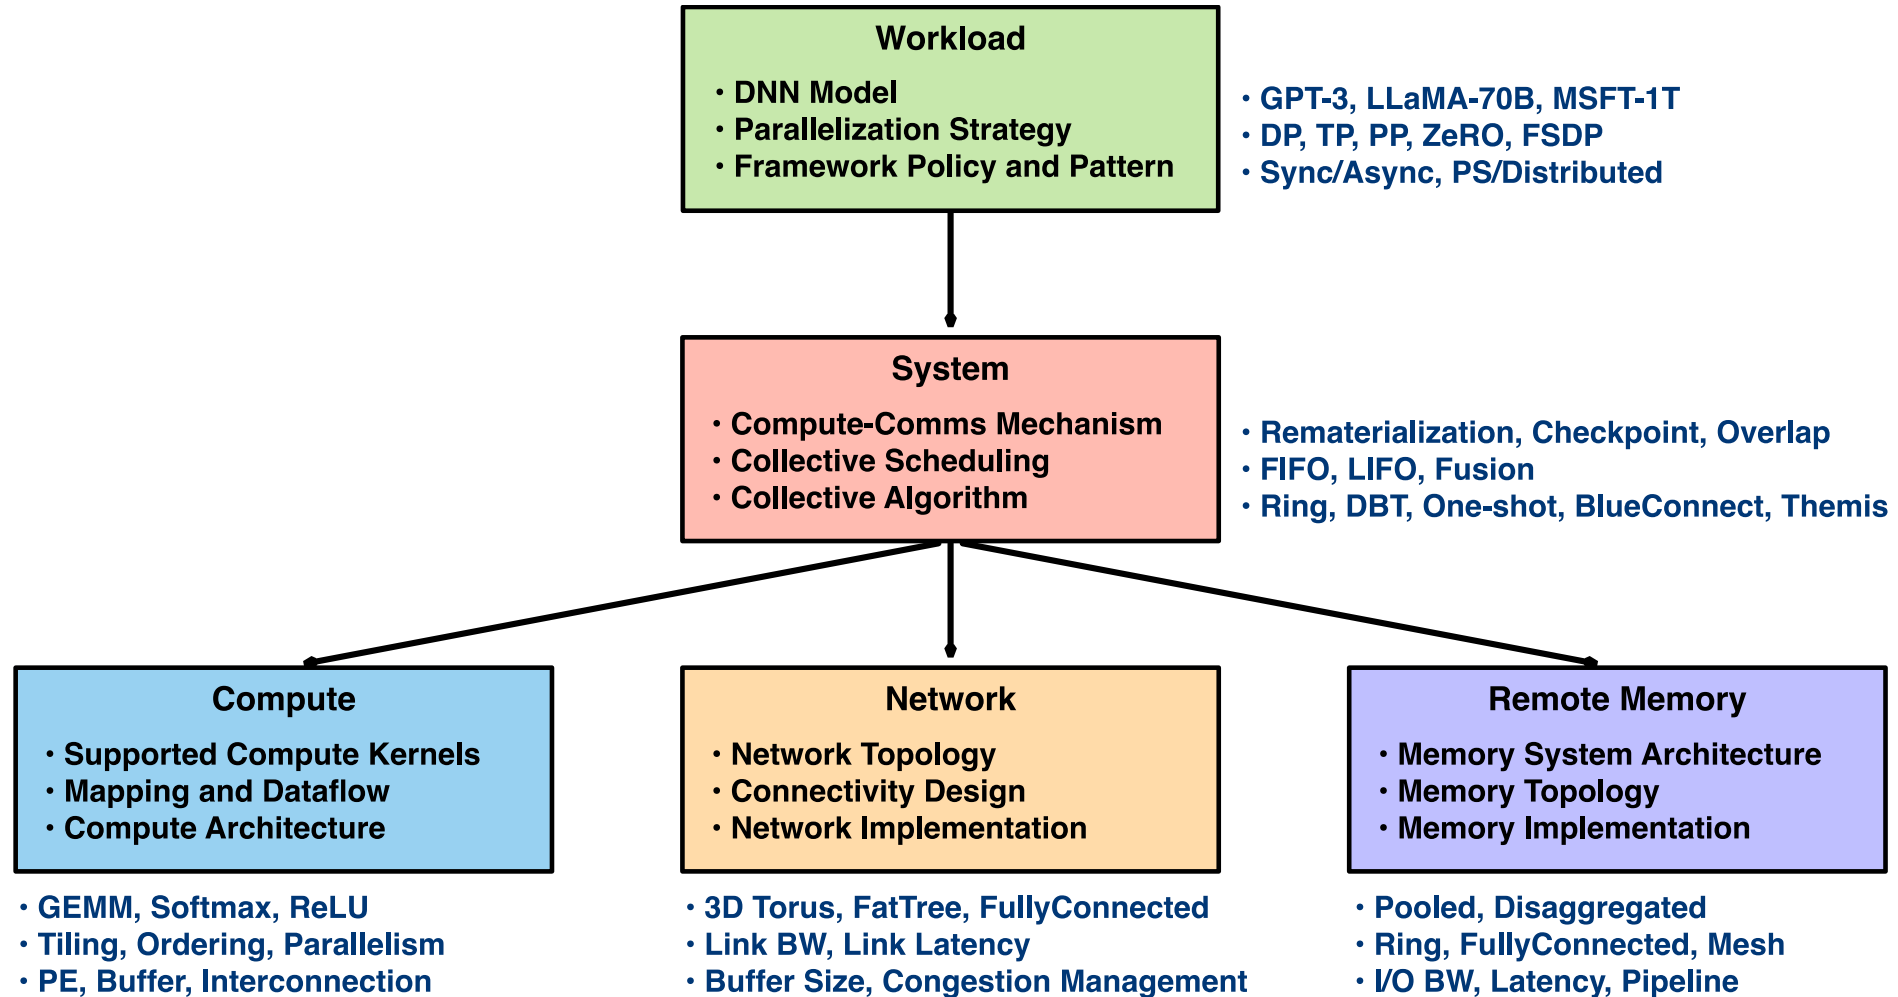 Workload
· DNN Model
· Parallelization Strategy
· Framework Policy and Pattern
· GPT-3, LLaMA-70B, MSFT-1T
· DP, TP, PP, ZeRO, FSDP
· Sync/Async, PS/Distributed
System
· Compute-Comms Mechanism
· Collective Scheduling
· Collective Algorithm
· Rematerialization, Checkpoint, Overlap
· FIFO, LIFO, Fusion
· Ring, DBT, One-shot, BlueConnect, Themis
Compute
· Supported Compute Kernels
· Mapping and Dataflow
· Compute Architecture
· GEMM, Softmax, ReLU
· Tiling, Ordering, Parallelism
· PE, Buffer, Interconnection
Network
· Network Topology
· Connectivity Design
· Network Implementation
· 3D Torus, FatTree, FullyConnected
· Link BW, Link Latency
· Buffer Size, Congestion Management
Remote Memory
· Memory System Architecture
· Memory Topology
· Memory Implementation
· Pooled, Disaggregated
· Ring, FullyConnected, Mesh
· I/O BW, Latency, Pipeline